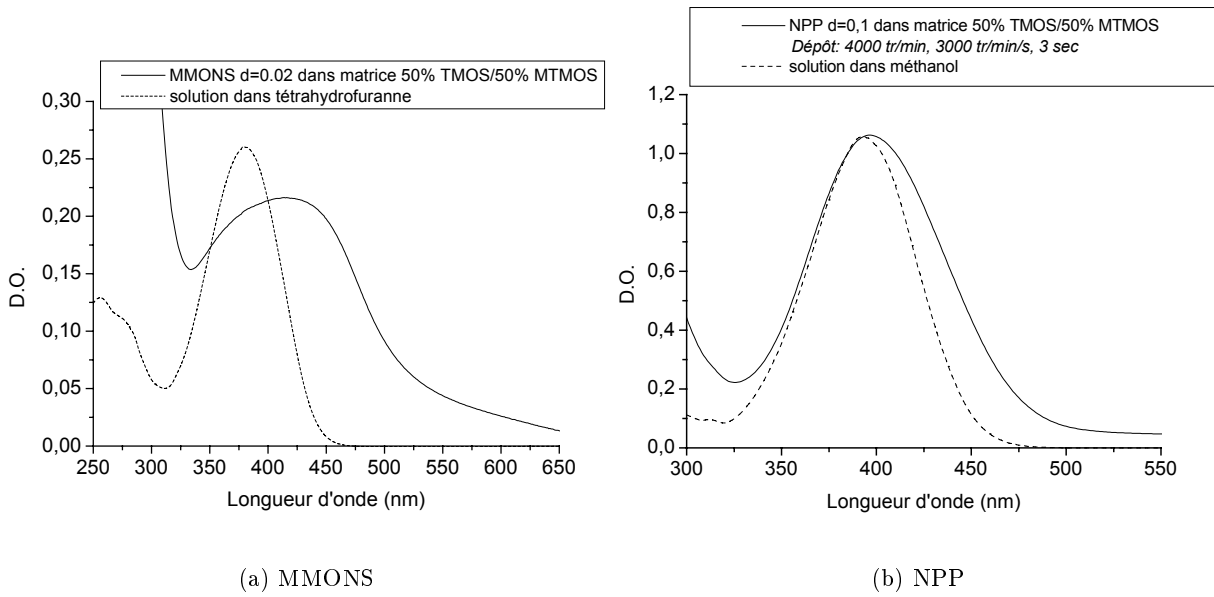 MMONS d=0.02 dans matrice 50% TMOS/50% MTMOS
solution dans tétrahydrofuranne
0,30
0,25
0,20
0,15
0,10
0,05
0,00
D.O.
250 300 350 400 450 500 550 600 650
Longueur d'onde (nm)
(a) MMONS
NPP d=0,1 dans matrice 50% TMOS/50% MTMOS
Dépôt: 4000 tr/min, 3000 tr/min/s, 3 sec
solution dans méthanol
1,2
1,0
0,8
0,6
0,4
0,2
0,0
D.O.
300 350 400 450 500 550
Longueur d'onde (nm)
(b) NPP